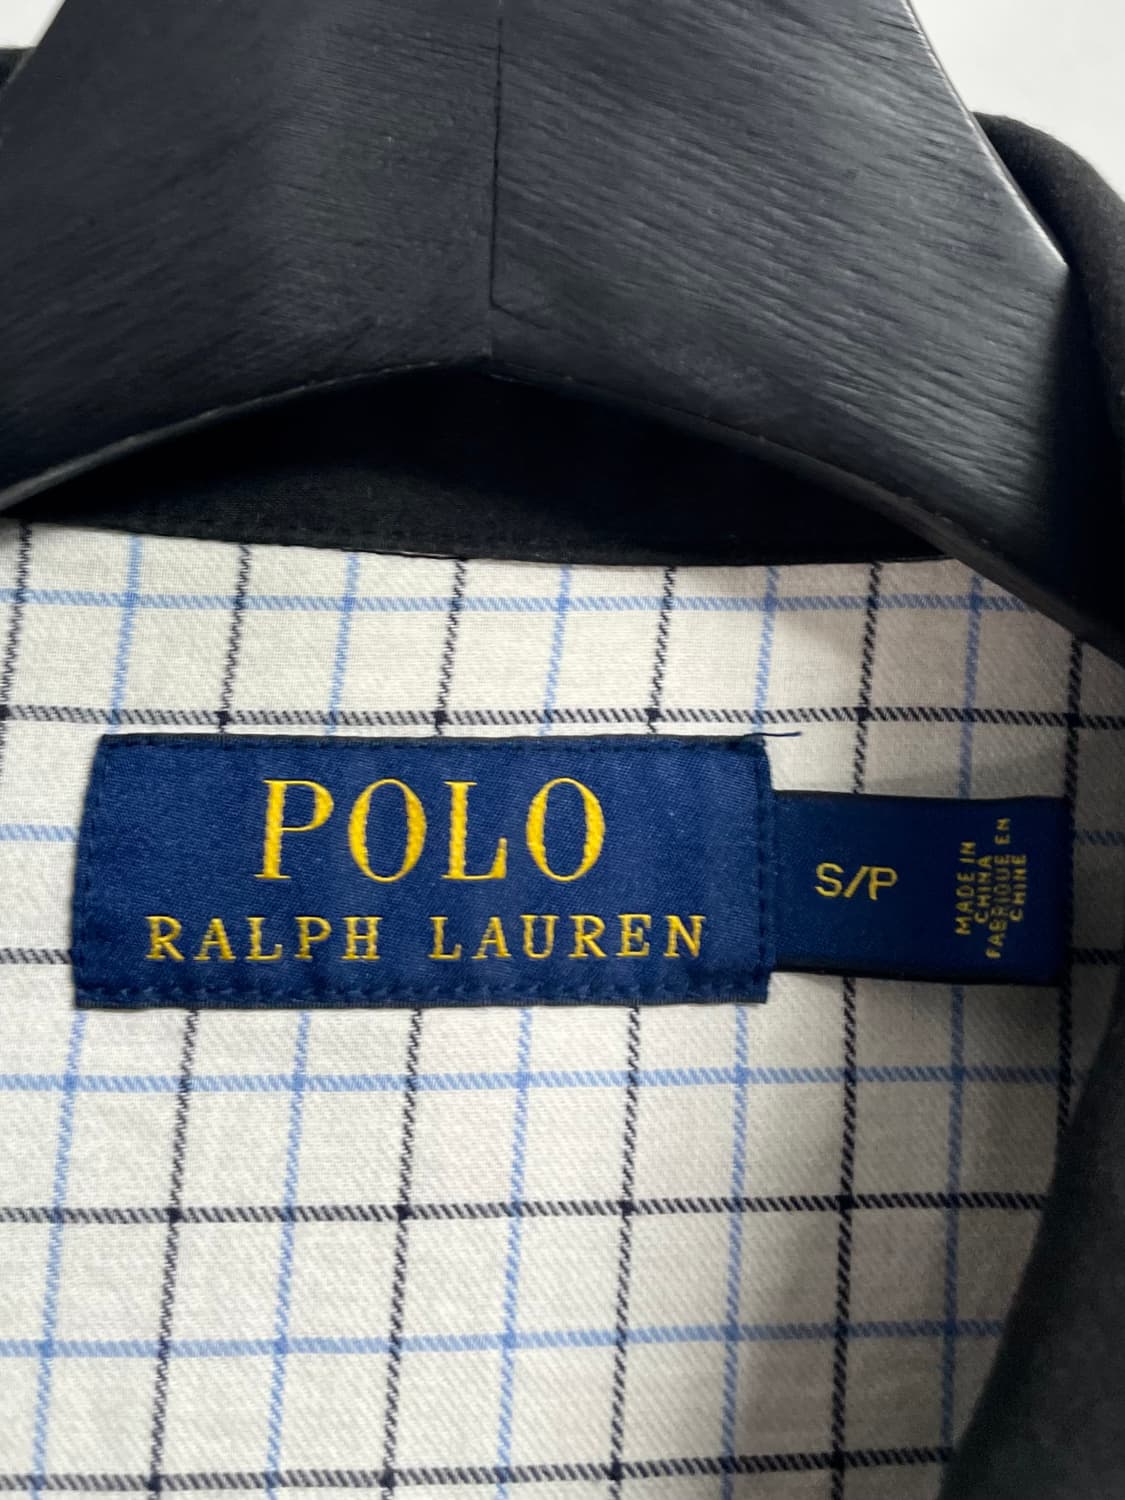 POLO
RALPH LAUREN
S/P
MADE IN
CHINA
FABRIQUE EN
CHINE